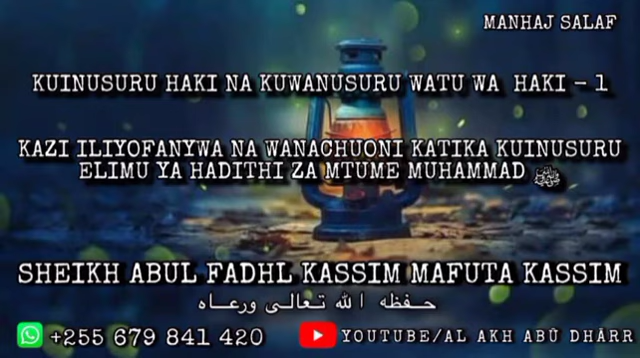 MANHAJ SALAF
KUINUSURU HAKI NA KUWANUSURU WATU WA HAKI - 1
KAZI ILIYOFANYWA NA WANACHUONI KATIKA KUINUSURU
ELIMU YA HADITHI ZA MTUME MUHAMMAD ﷺ
SHEIKH ABUL FADHL KASSIM MAFUTA KASSIM
حفظه الله تعالى ورعاه
+255 679 841 420 YOUTUBE/AL AKH ABÛ DHÂRR